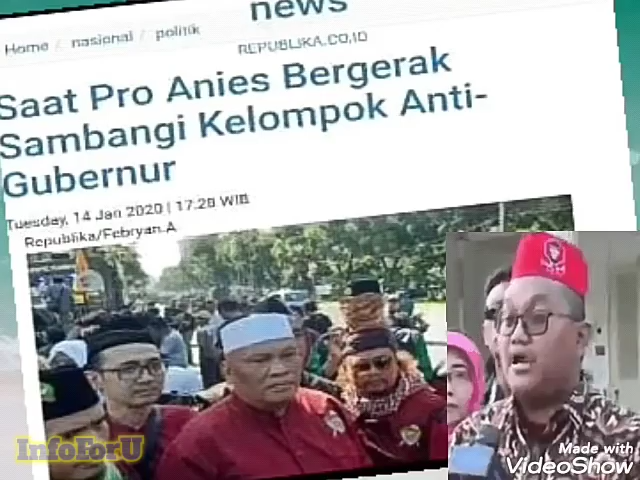 news
Home / nasional / politik
REPUBLIKA.CO.ID
Saat Pro Anies Bergerak
Sambangi Kelompok Anti-
Gubernur
Tuesday, 14 Jan 2020 | 17:28 WIB
Republika/Febryan.A
InfoForU
Made with
VideoShow